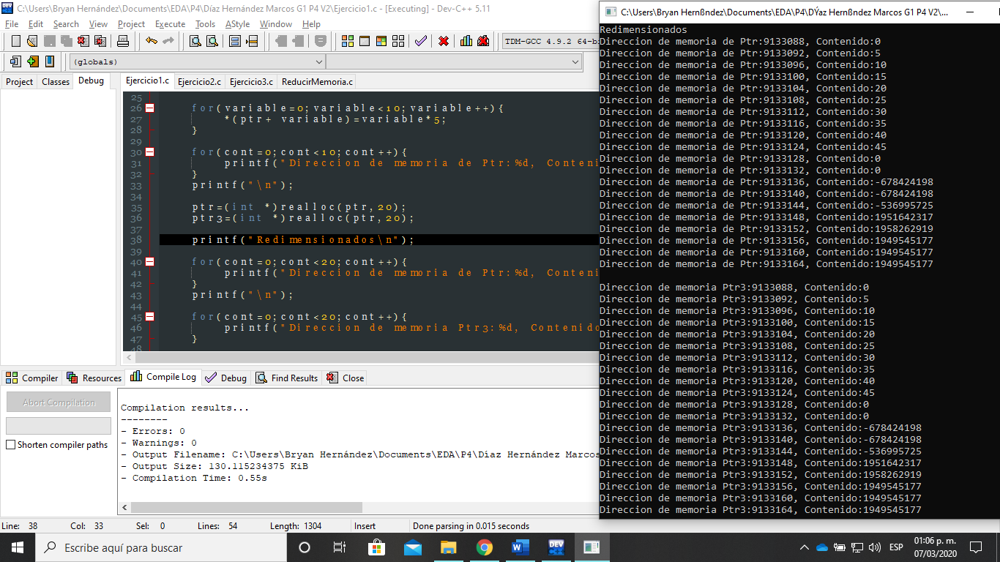 C:\Users\Bryan Hernández\Documents\EDA\P4\Díaz Hernández Marcos G1 P4 V2\Ejercicio1.c - [Executing] - Dev-C++ 5.11
File Edit Search View Project Execute Tools AStyle Window Help
TDM-GCC 4.9.2 64-bi
(globals)
Project Classes Debug
Ejercicio1.c Ejercicio2.c Ejercicio3.c ReducirMemoria.c
25
26 for(variable=0;variable<10;variable++){
27 *(ptr+ variable)=variable*5;
28 }
29
30 for(cont=0;cont<10;cont++){
31 printf("Direccion de memoria de Ptr:%d, Conteni
32 }
33 printf("\n");
34
35 ptr=(int *)realloc(ptr,20);
36 ptr3=(int *)realloc(ptr,20);
37
38 printf("Redimensionados\n");
39
40 for(cont=0;cont<20;cont++){
41 printf("Direccion de memoria de Ptr:%d, Conteni
42 }
43 printf("\n");
44
45 for(cont=0;cont<20;cont++){
46 printf("Direccion de memoria Ptr3:%d, Contenido
47 }
48
Compiler Resources Compile Log Debug Find Results Close
Abort Compilation
Shorten compiler paths
Compilation results...
--------
- Errors: 0
- Warnings: 0
- Output Filename: C:\Users\Bryan Hernández\Documents\EDA\P4\Díaz Hernández Marcos
- Output Size: 130.115234375 KiB
- Compilation Time: 0.55s
Line: 38 Col: 33 Sel: 0 Lines: 54 Length: 1304 Insert Done parsing in 0.015 seconds
C:\Users\Bryan Hernßndez\Documents\EDA\P4\DÝaz Hernßndez Marcos G1 P4 V2\...
Redimensionados
Direccion de memoria de Ptr:9133088, Contenido:0
Direccion de memoria de Ptr:9133092, Contenido:5
Direccion de memoria de Ptr:9133096, Contenido:10
Direccion de memoria de Ptr:9133100, Contenido:15
Direccion de memoria de Ptr:9133104, Contenido:20
Direccion de memoria de Ptr:9133108, Contenido:25
Direccion de memoria de Ptr:9133112, Contenido:30
Direccion de memoria de Ptr:9133116, Contenido:35
Direccion de memoria de Ptr:9133120, Contenido:40
Direccion de memoria de Ptr:9133124, Contenido:45
Direccion de memoria de Ptr:9133128, Contenido:0
Direccion de memoria de Ptr:9133132, Contenido:0
Direccion de memoria de Ptr:9133136, Contenido:-678424198
Direccion de memoria de Ptr:9133140, Contenido:-678424198
Direccion de memoria de Ptr:9133144, Contenido:-536995725
Direccion de memoria de Ptr:9133148, Contenido:1951642317
Direccion de memoria de Ptr:9133152, Contenido:1958262919
Direccion de memoria de Ptr:9133156, Contenido:1949545177
Direccion de memoria de Ptr:9133160, Contenido:1949545177
Direccion de memoria de Ptr:9133164, Contenido:1949545177
Direccion de memoria Ptr3:9133088, Contenido:0
Direccion de memoria Ptr3:9133092, Contenido:5
Direccion de memoria Ptr3:9133096, Contenido:10
Direccion de memoria Ptr3:9133100, Contenido:15
Direccion de memoria Ptr3:9133104, Contenido:20
Direccion de memoria Ptr3:9133108, Contenido:25
Direccion de memoria Ptr3:9133112, Contenido:30
Direccion de memoria Ptr3:9133116, Contenido:35
Direccion de memoria Ptr3:9133120, Contenido:40
Direccion de memoria Ptr3:9133124, Contenido:45
Direccion de memoria Ptr3:9133128, Contenido:0
Direccion de memoria Ptr3:9133132, Contenido:0
Direccion de memoria Ptr3:9133136, Contenido:-678424198
Direccion de memoria Ptr3:9133140, Contenido:-678424198
Direccion de memoria Ptr3:9133144, Contenido:-536995725
Direccion de memoria Ptr3:9133148, Contenido:1951642317
Direccion de memoria Ptr3:9133152, Contenido:1958262919
Direccion de memoria Ptr3:9133156, Contenido:1949545177
Direccion de memoria Ptr3:9133160, Contenido:1949545177
Direccion de memoria Ptr3:9133164, Contenido:1949545177
Escribe aquí para buscar
DEV
ESP
01:06 p. m.
07/03/2020